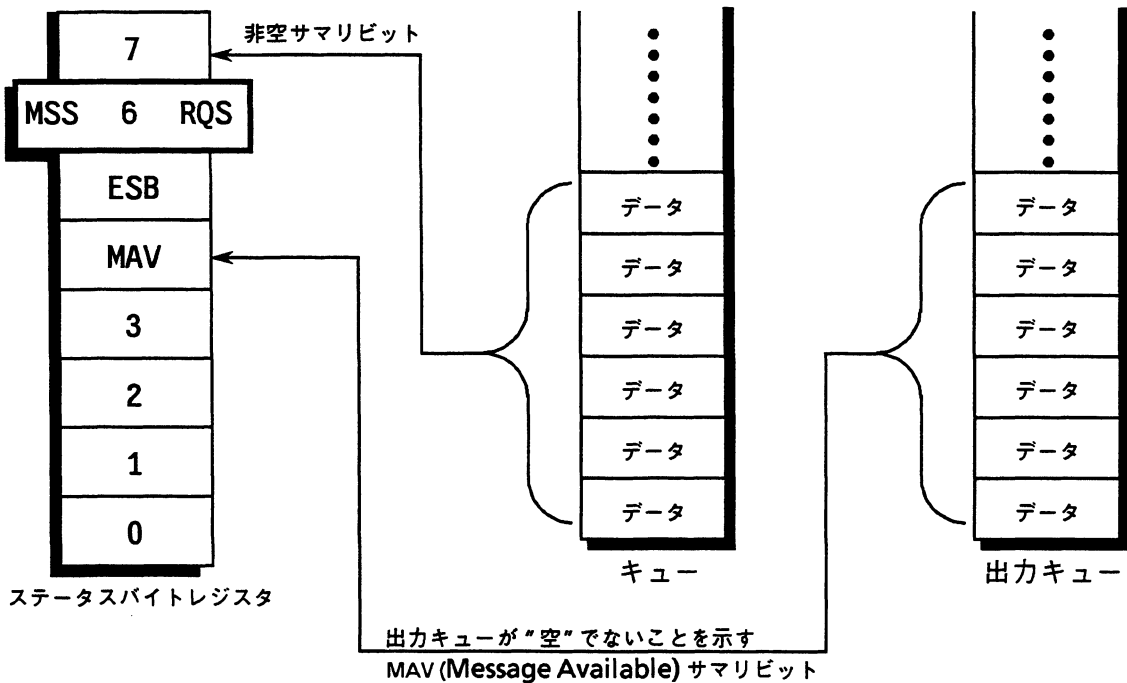 非空サマリビット
7
MSS 6 RQS
ESB
MAV
3
2
1
0
ステータスバイトレジスタ
データ
データ
データ
データ
データ
データ
キュー
データ
データ
データ
データ
データ
データ
出力キュー
出力キューが"空"でないことを示す
MAV (Message Available) サマリビット